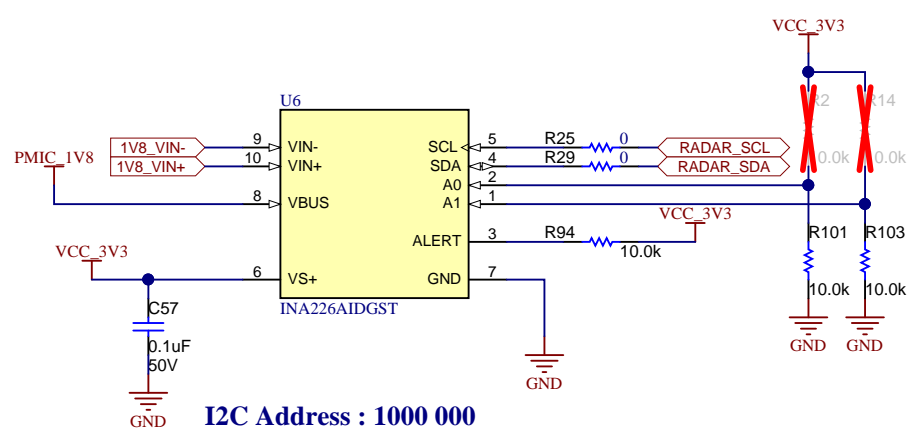 VCC_3V3
R2
R14
10.0k
10.0k
U6
1V8_VIN-
9
VIN-
SCL
5
R25
0
RADAR_SCL
PMIC_1V8
1V8_VIN+
10
VIN+
SDA
4
R29
0
RADAR_SDA
A0
2
8
VBUS
A1
1
VCC_3V3
R101
R103
ALERT
3
R94
10.0k
VCC_3V3
6
VS+
GND
7
10.0k
10.0k
INA226AIDGST
C57
0.1uF
50V
GND
GND
GND
GND
I2C Address : 1000 000